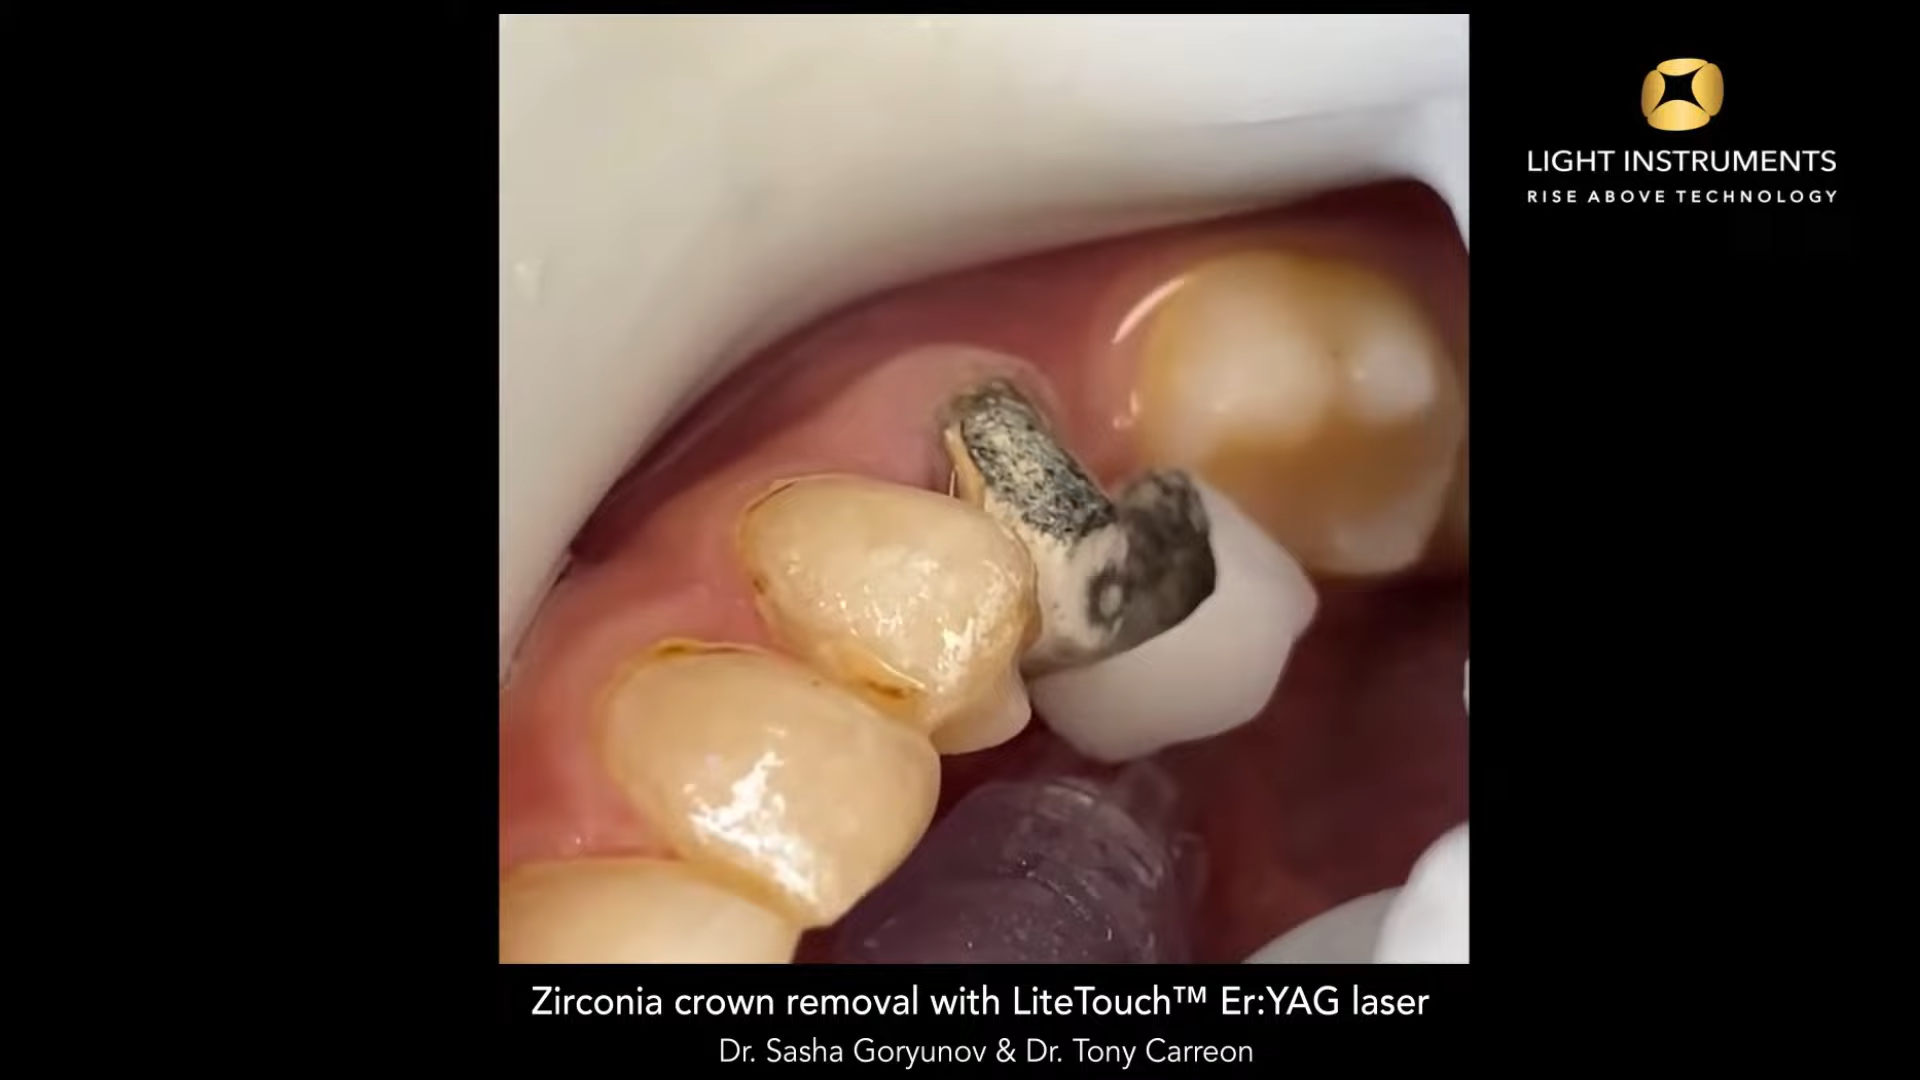 LIGHT INSTRUMENTS
RISE ABOVE TECHNOLOGY
Zirconia crown removal with LiteTouch™ Er:YAG laser
Dr. Sasha Goryunov & Dr. Tony Carreon